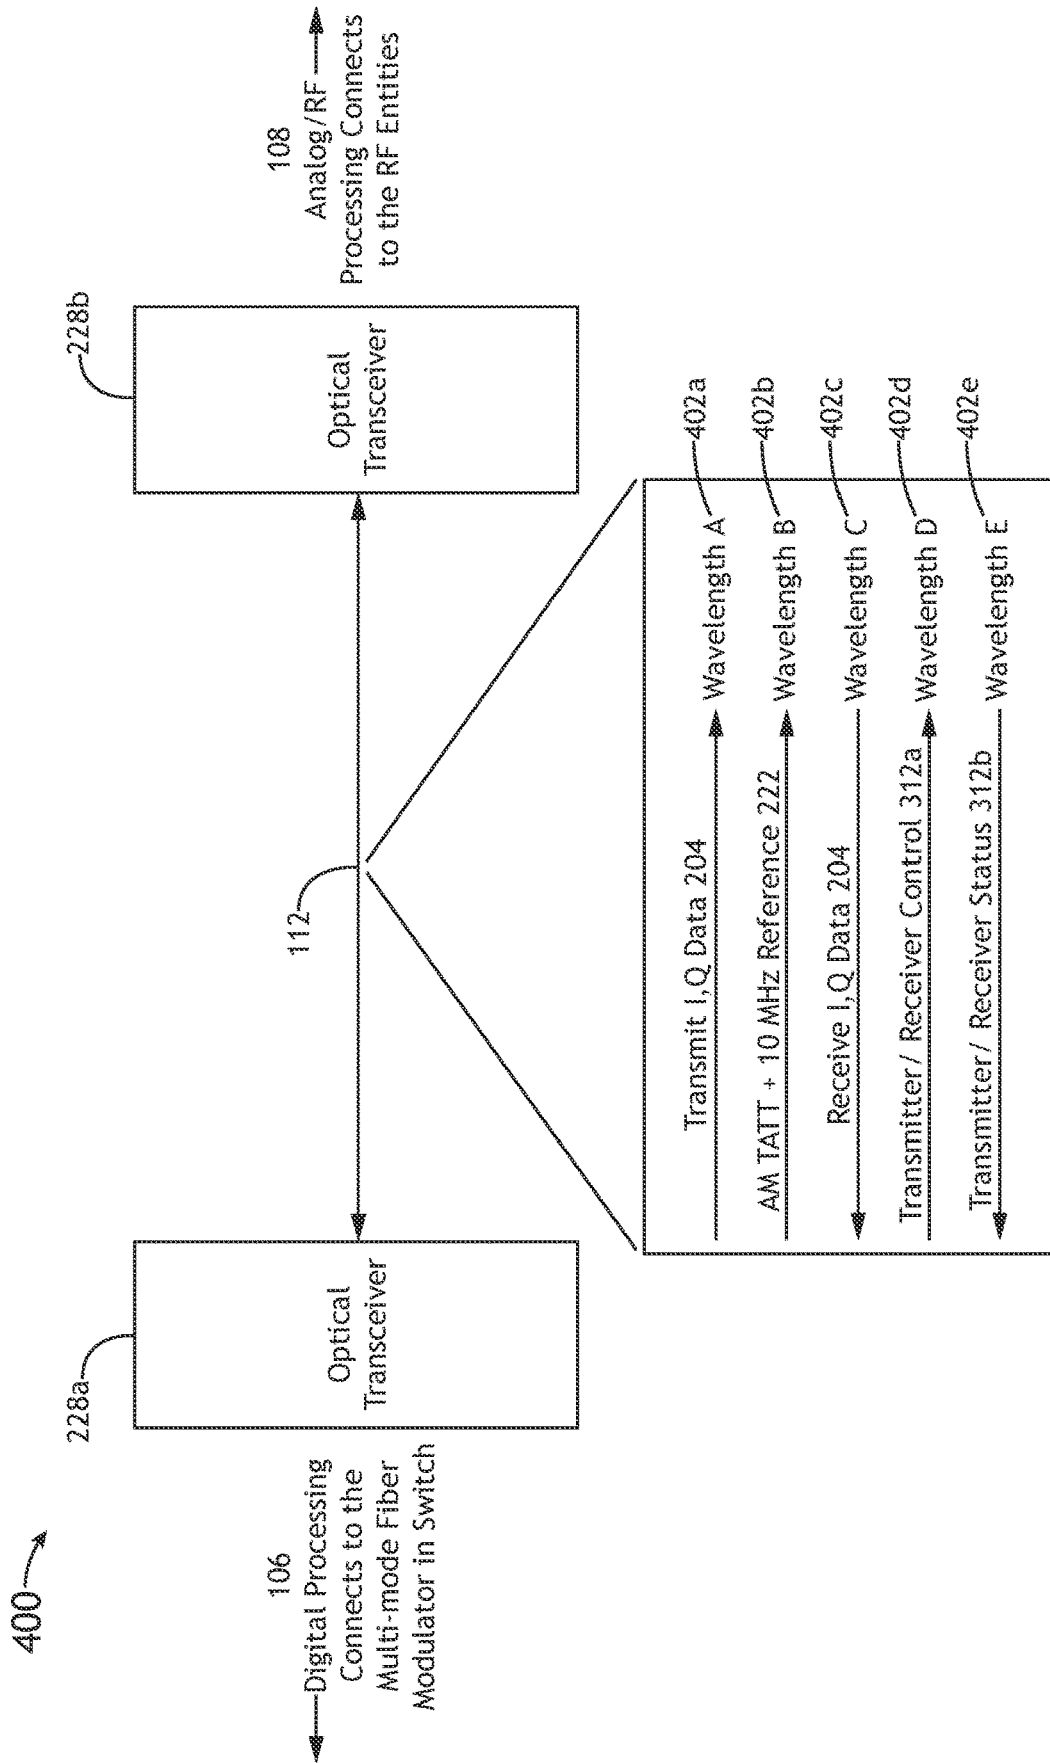 400
106
Digital Processing
Connects to the
Multi-mode Fiber
Modulator in Switch
228a
Optical
Transceiver
112
228b
Optical
Transceiver
108
Analog/RF
Processing Connects
to the RF Entities
Transmit I,Q Data 204
Wavelength A
402a
AM TATT + 10 MHz Reference 222
Wavelength B
402b
Receive I,Q Data 204
Wavelength C
402c
Transmitter/ Receiver Control 312a
Wavelength D
402d
Transmitter/ Receiver Status 312b
Wavelength E
402e